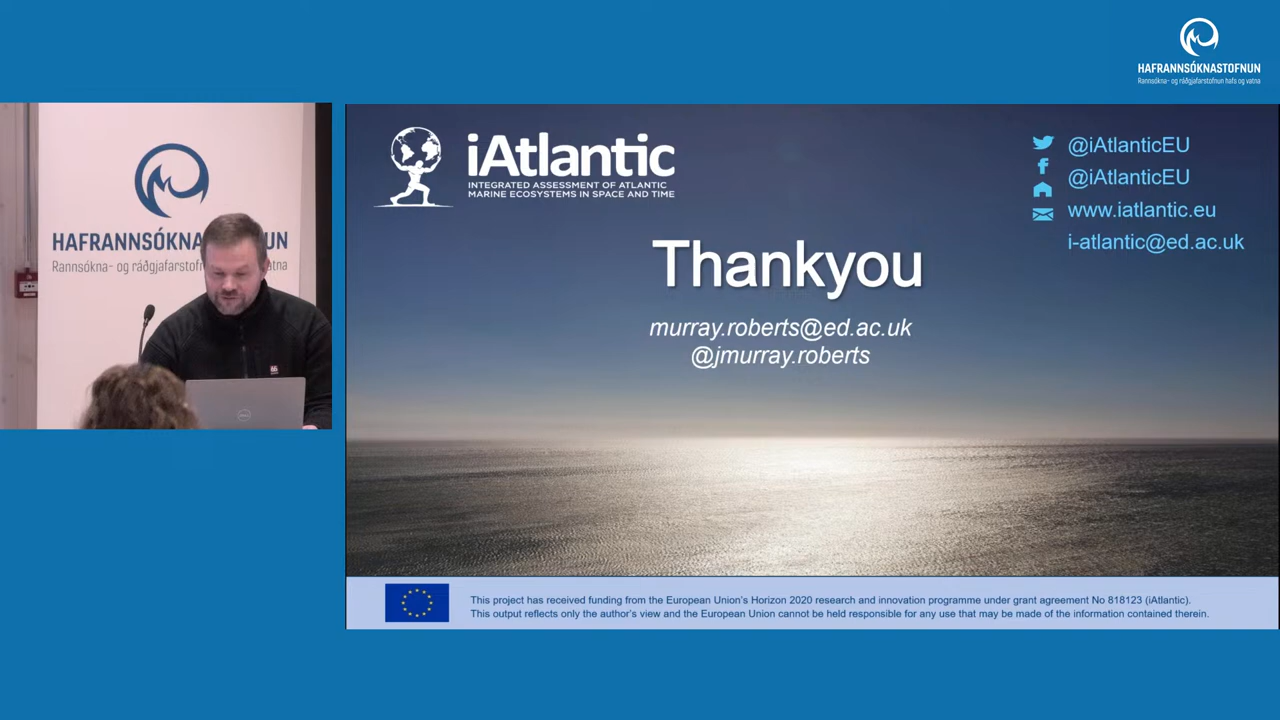 HAFRANNSÓKNASTOFNUN
Rannsókna- og ráðgjafarstofnun hafs og vatna
HAFRANNSÓKNASTOFNUN
Rannsókna- og ráðgjafarstofnun hafs og vatna
iAtlantic
INTEGRATED ASSESSMENT OF ATLANTIC
MARINE ECOSYSTEMS IN SPACE AND TIME
@iAtlanticEU
@iAtlanticEU
www.iatlantic.eu
i-atlantic@ed.ac.uk
Thankyou
murray.roberts@ed.ac.uk
@jmurray.roberts
This project has received funding from the European Union's Horizon 2020 research and innovation programme under grant agreement No 818123 (iAtlantic).
This output reflects only the author's view and the European Union cannot be held responsible for any use that may be made of the information contained therein.